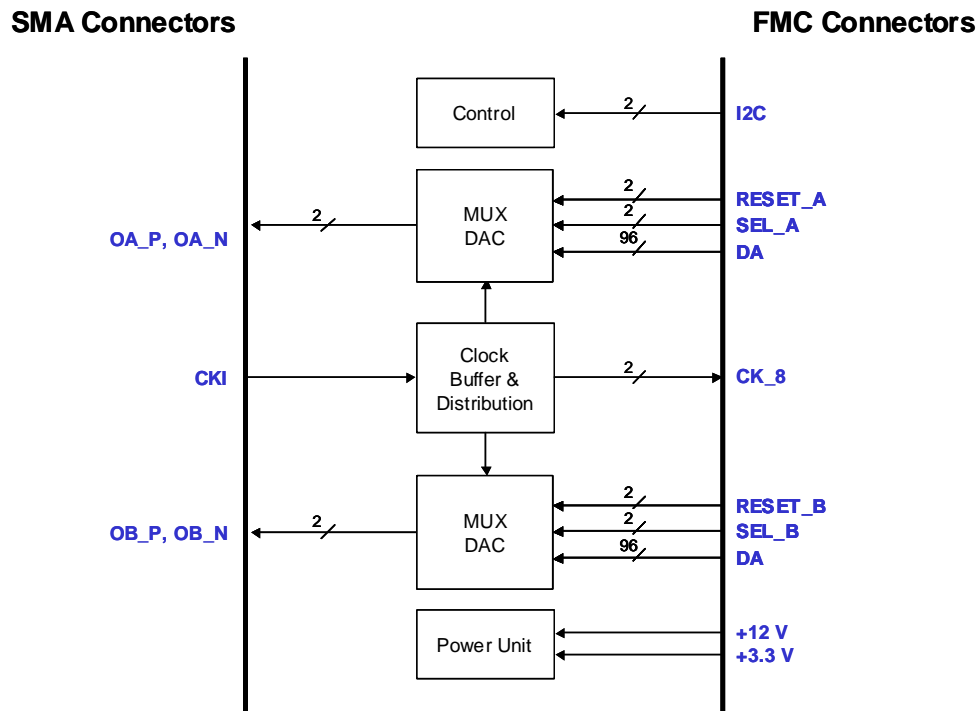 SMA Connectors
FMC Connectors
Control
2
I2C
MUX
DAC
2
OA_P, OA_N
2
RESET_A
2
SEL_A
96
DA
CKI
Clock
Buffer &
Distribution
2
CK_8
MUX
DAC
2
OB_P, OB_N
2
RESET_B
2
SEL_B
96
DA
Power Unit
+12 V
+3.3 V